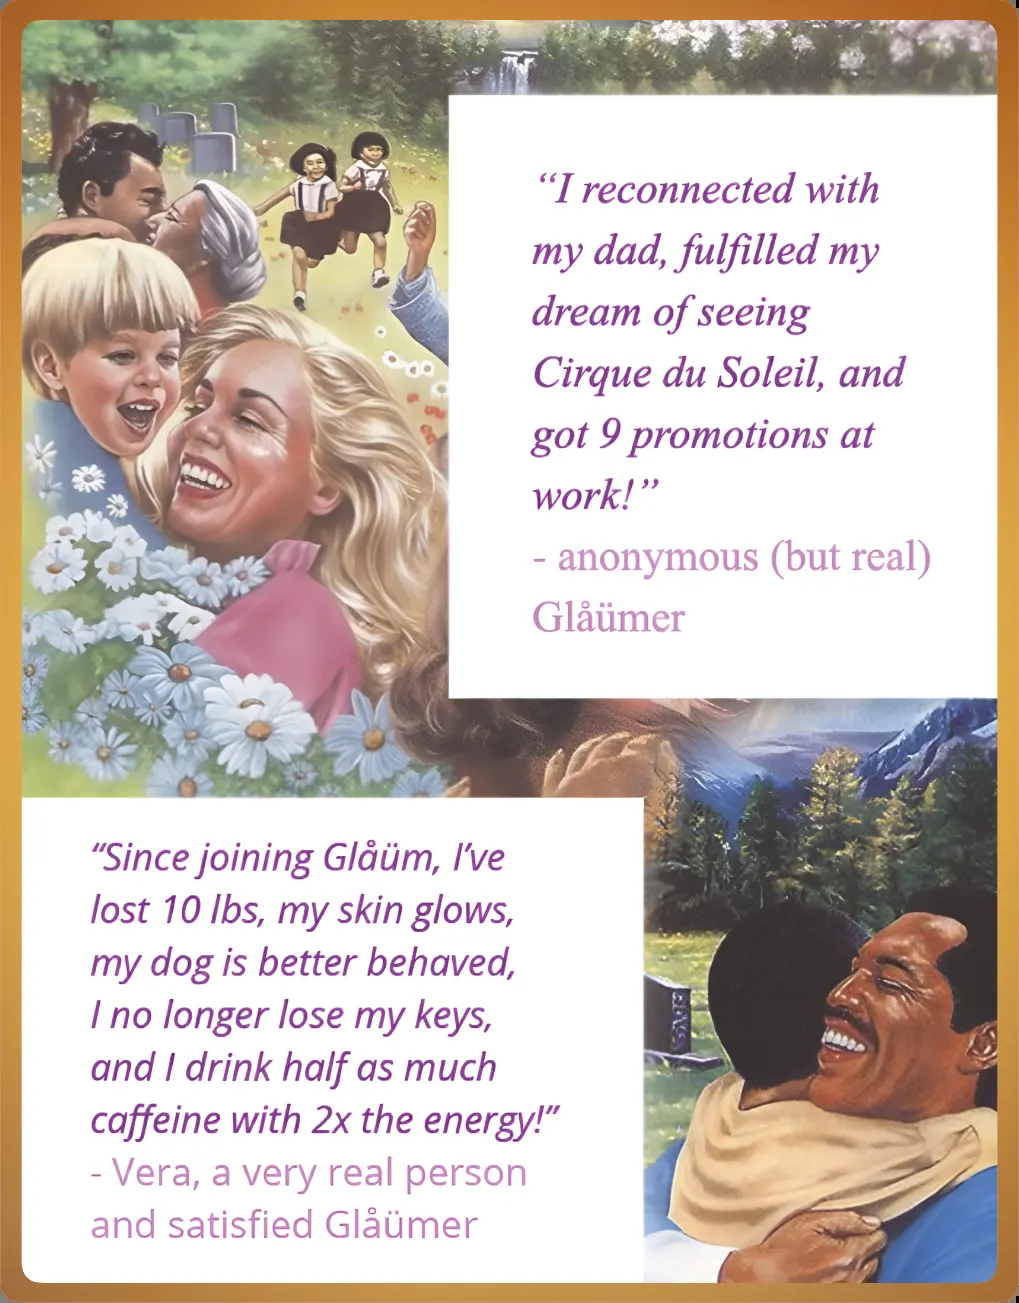 “I reconnected with
my dad, fulfilled my
dream of seeing
Cirque du Soleil, and
got 9 promotions at
work!”
- anonymous (but real)
Glåümer
“Since joining Glåüm, I’ve
lost 10 lbs, my skin glows,
my dog is better behaved,
I no longer lose my keys,
and I drink half as much
caffeine with 2x the energy!”
- Vera, a very real person
and satisfied Glåümer